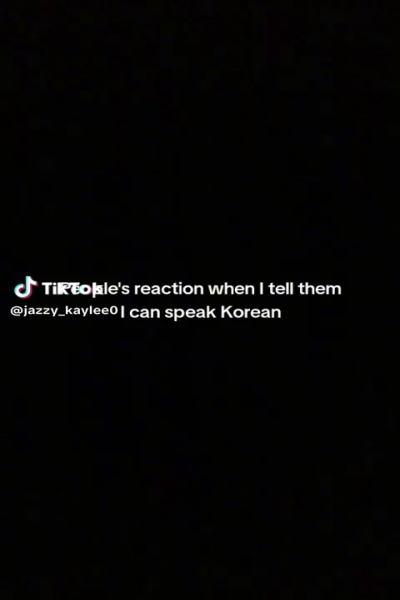 TikTok
People's reaction when I tell them
@jazzy_kaylee0
I can speak Korean